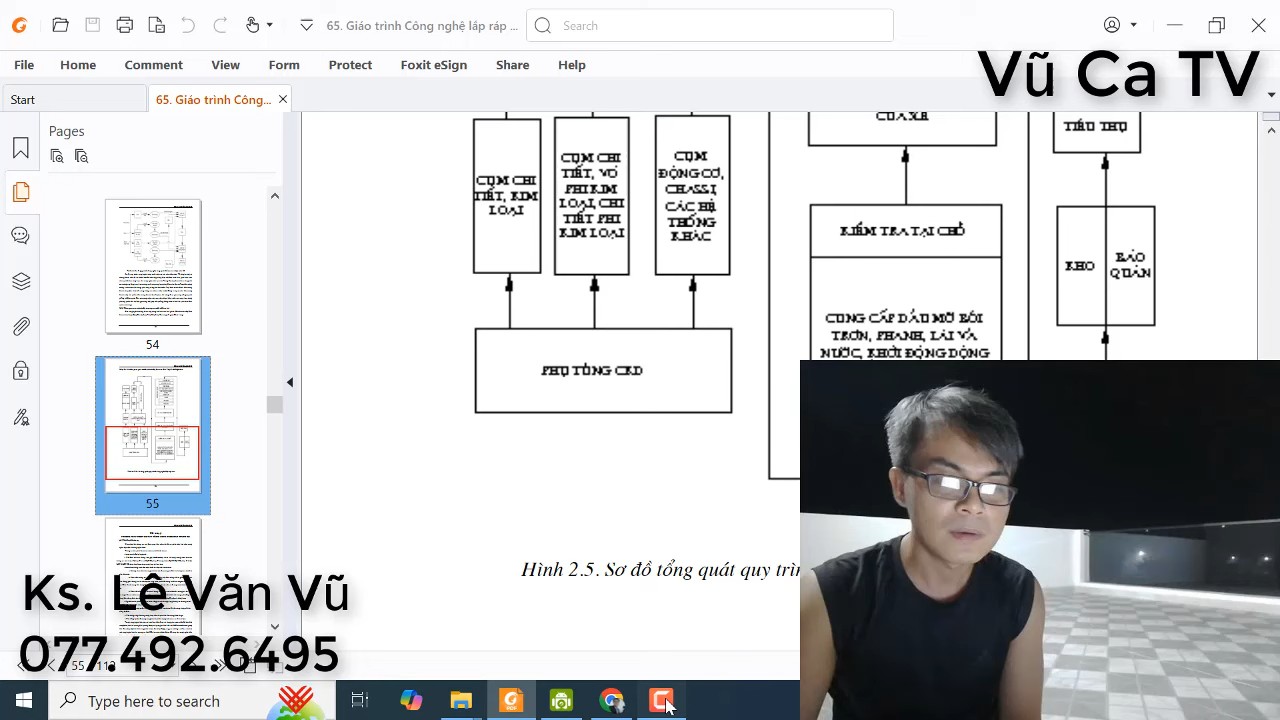 65. Giáo trình Công nghệ lắp ráp ...
Search
File
Home
Comment
View
Form
Protect
Foxit eSign
Share
Help
Vũ Ca TV
Start
65. Giáo trình Công...
Pages
54
55
CỤM CHI
TIẾT, KIM
LOẠI
CỤM CHI
TIẾT, VỎ
PHI KIM
LOẠI, CHI
TIẾT PHI
KIM LOẠI
CỤM
ĐỘNG CƠ,
CHASSI,
CÁC HỆ
THỐNG
KHÁC
PHỤ TÙNG CKD
CỦA XE
KIỂM TRA TẠI CHỖ
CUNG CẤP DẦU MỠ BÔI
TRƠN, PHANH, LÁI VÀ
NƯỚC, KHỞI ĐỘNG ĐỘNG
TIÊU THỤ
KHO
BẢO
QUẢN
Hình 2.5. Sơ đồ tổng quát quy trì
Ks. Lê Văn Vũ
077.492.6495
Type here to search